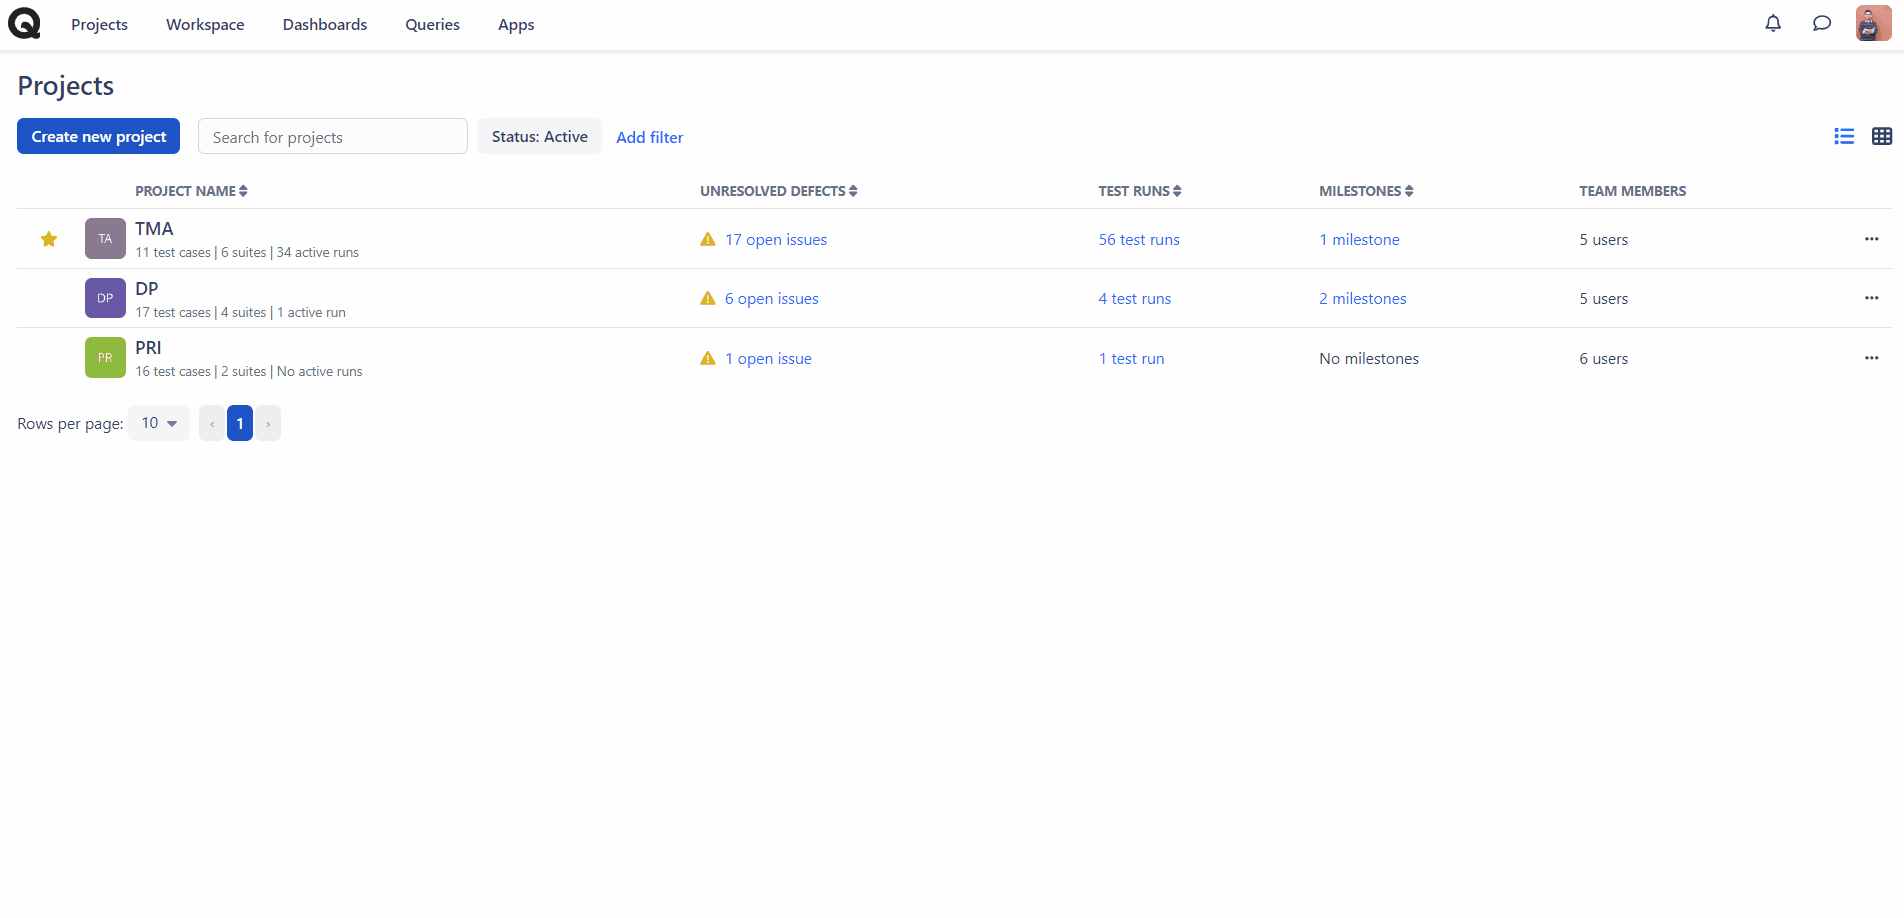 Projects Workspace Dashboards Queries Apps
Projects
Create new project Search for projects Status: Active Add filter
PROJECT NAME UNRESOLVED DEFECTS TEST RUNS MILESTONES TEAM MEMBERS
TA TMA 17 open issues 56 test runs 1 milestone 5 users
11 test cases | 6 suites | 34 active runs
DP DP 6 open issues 4 test runs 2 milestones 5 users
17 test cases | 4 suites | 1 active run
PR PRI 1 open issue 1 test run No milestones 6 users
16 test cases | 2 suites | No active runs
Rows per page: 10 ‹ 1 ›